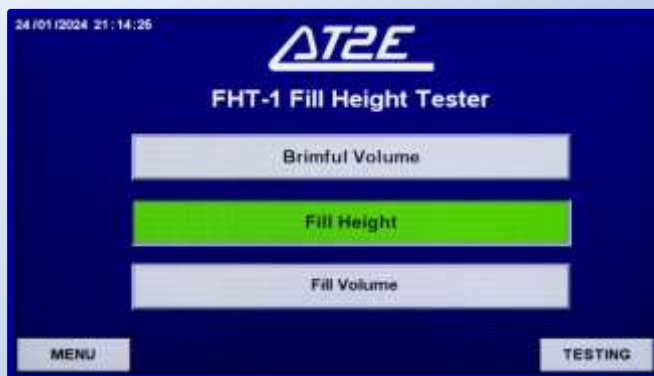 24/01/2024 21:14:25
AT2E
FHT-1 Fill Height Tester
Brimful Volume
Fill Height
Fill Volume
MENU
TESTING